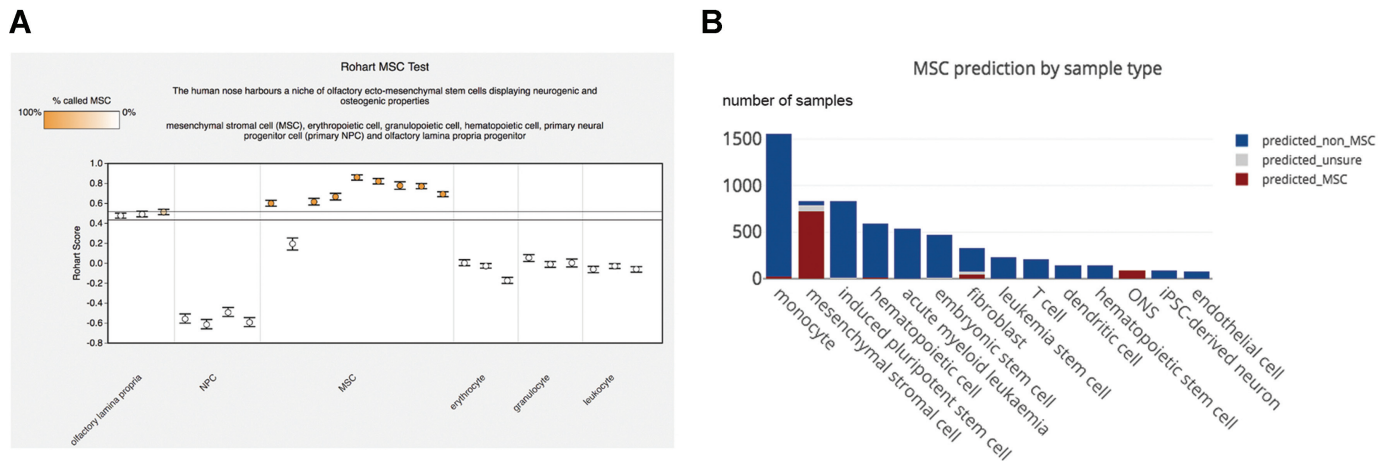 A
Rohart MSC Test
% called MSC
100%
0%
The human nose harbours a niche of olfactory ecto-mesenchymal stem cells displaying neurogenic and
osteogenic properties
mesenchymal stromal cell (MSC), erythropoietic cell, granulopoietic cell, hematopoietic cell, primary neural
progenitor cell (primary NPC) and olfactory lamina propria progenitor
Rohart Score
1.0
0.8
0.6
0.4
0.2
0.0
-0.2
-0.4
-0.6
-0.8
olfactory lamina propria
NPC
MSC
erythrocyte
granulocyte
leukocyte
B
MSC prediction by sample type
number of samples
1500
1000
500
0
predicted_non_MSC
predicted_unsure
predicted_MSC
monocyte
mesenchymal stromal cell
induced pluripotent stem cell
hematopoietic cell
acute myeloid leukaemia
embryonic stem cell
fibroblast
leukemia stem cell
T cell
dendritic cell
hematopoietic stem cell
ONS
iPSC-derived neuron
endothelial cell